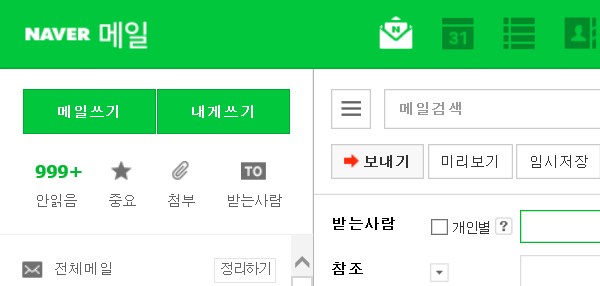 NAVER 메일
N
31
메일쓰기
내게쓰기
메일검색
999+
TO
안읽음
중요
첨부
받는사람
보내기
미리보기
임시저장
받는사람
개인별
?
전체메일
정리하기
참조